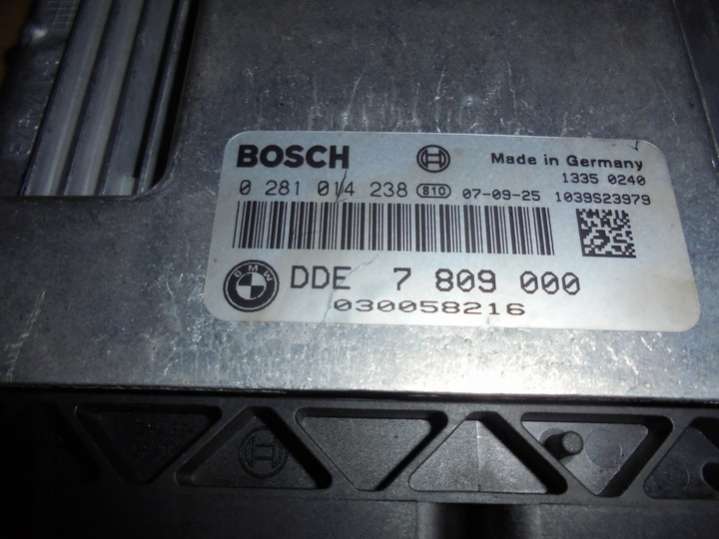 BOSCH
Made in Germany
1335 0240
0 281 014 238 810 07-09-25 1039S23979
BMW
DDE 7 809 000
030058216